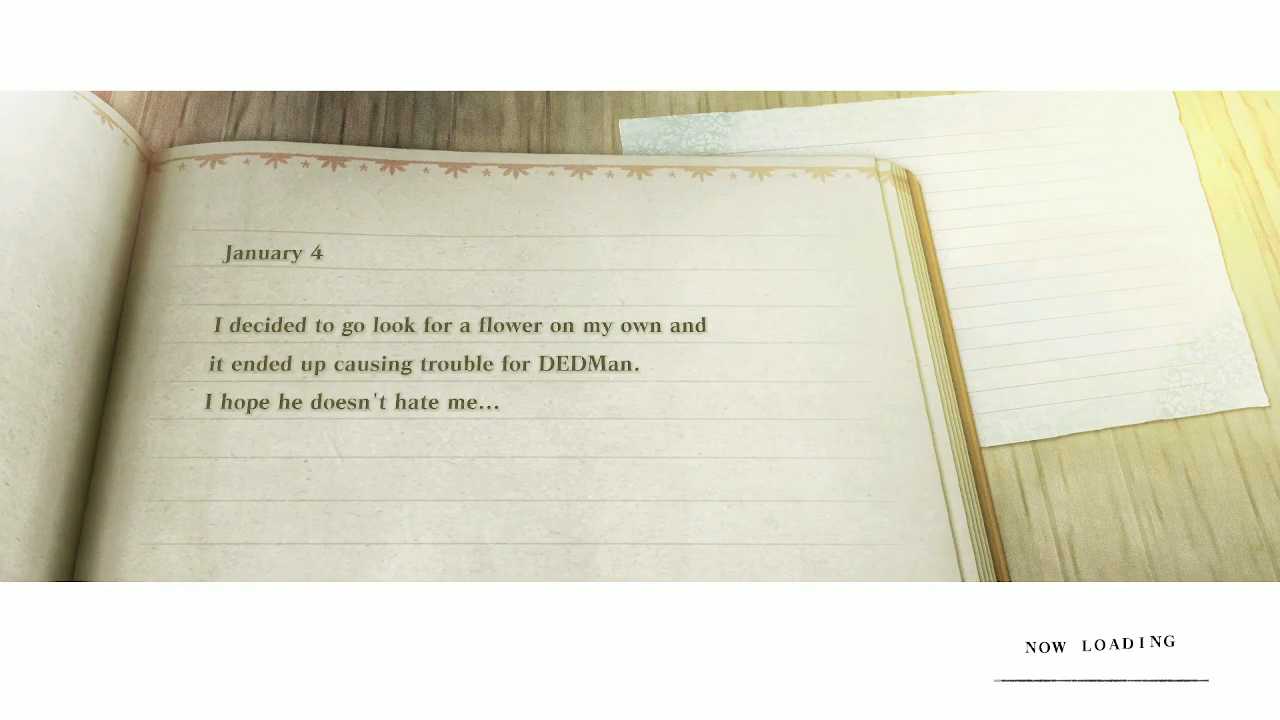 January 4
I decided to go look for a flower on my own and
it ended up causing trouble for DEDMan.
I hope he doesn't hate me...
NOW LOADING